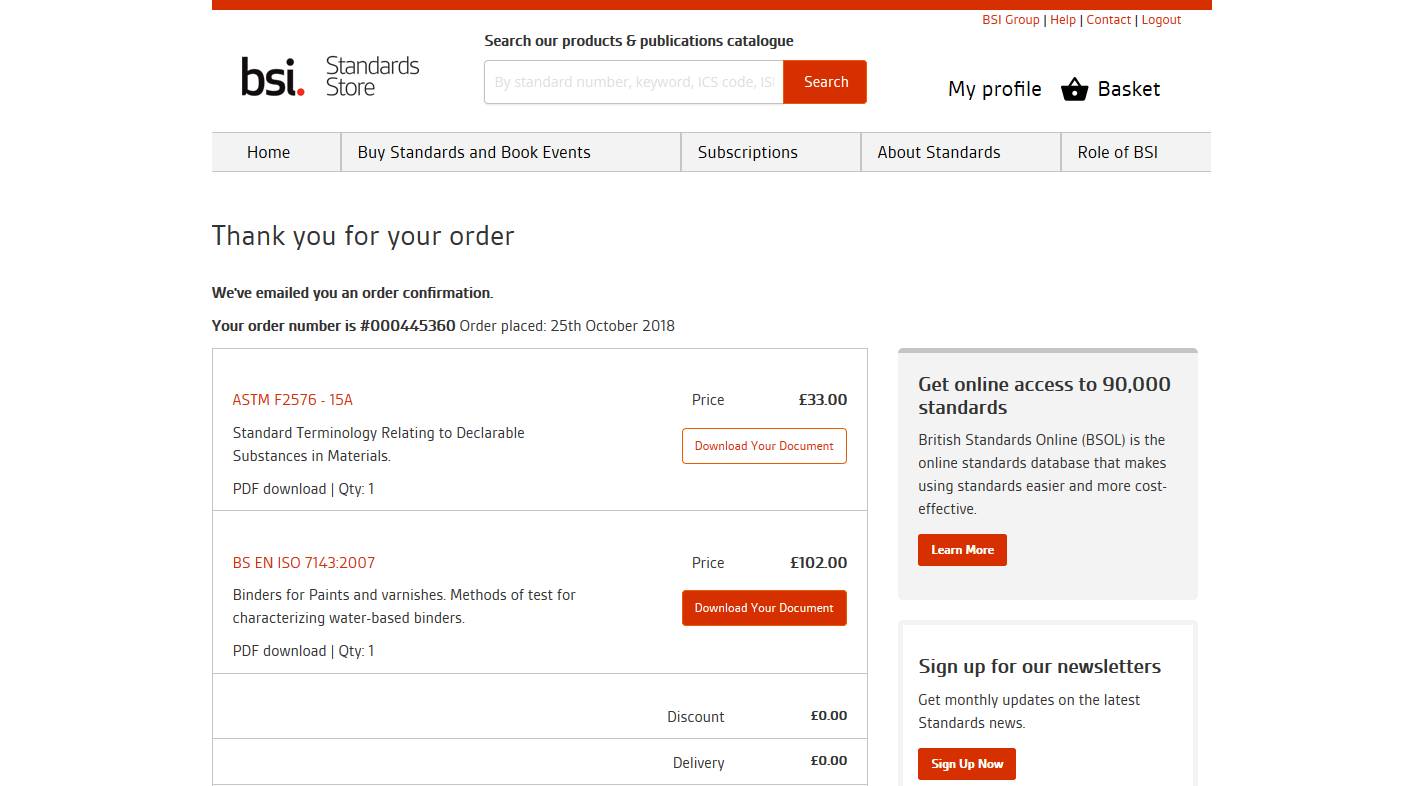 BSI Group | Help | Contact | Logout
Search our products & publications catalogue
bsi. Standards Store
By standard number, keyword, ICS code, ISI
Search
My profile
Basket
Home
Buy Standards and Book Events
Subscriptions
About Standards
Role of BSI
Thank you for your order
We've emailed you an order confirmation.
Your order number is #000445360 Order placed: 25th October 2018
ASTM F2576 - 15A
Price £33.00
Standard Terminology Relating to Declarable
Substances in Materials.
Download Your Document
PDF download | Qty: 1
BS EN ISO 7143:2007
Price £102.00
Binders for Paints and varnishes. Methods of test for
characterizing water-based binders.
Download Your Document
PDF download | Qty: 1
Discount £0.00
Delivery £0.00
Get online access to 90,000
standards
British Standards Online (BSOL) is the
online standards database that makes
using standards easier and more cost-
effective.
Learn More
Sign up for our newsletters
Get monthly updates on the latest
Standards news.
Sign Up Now